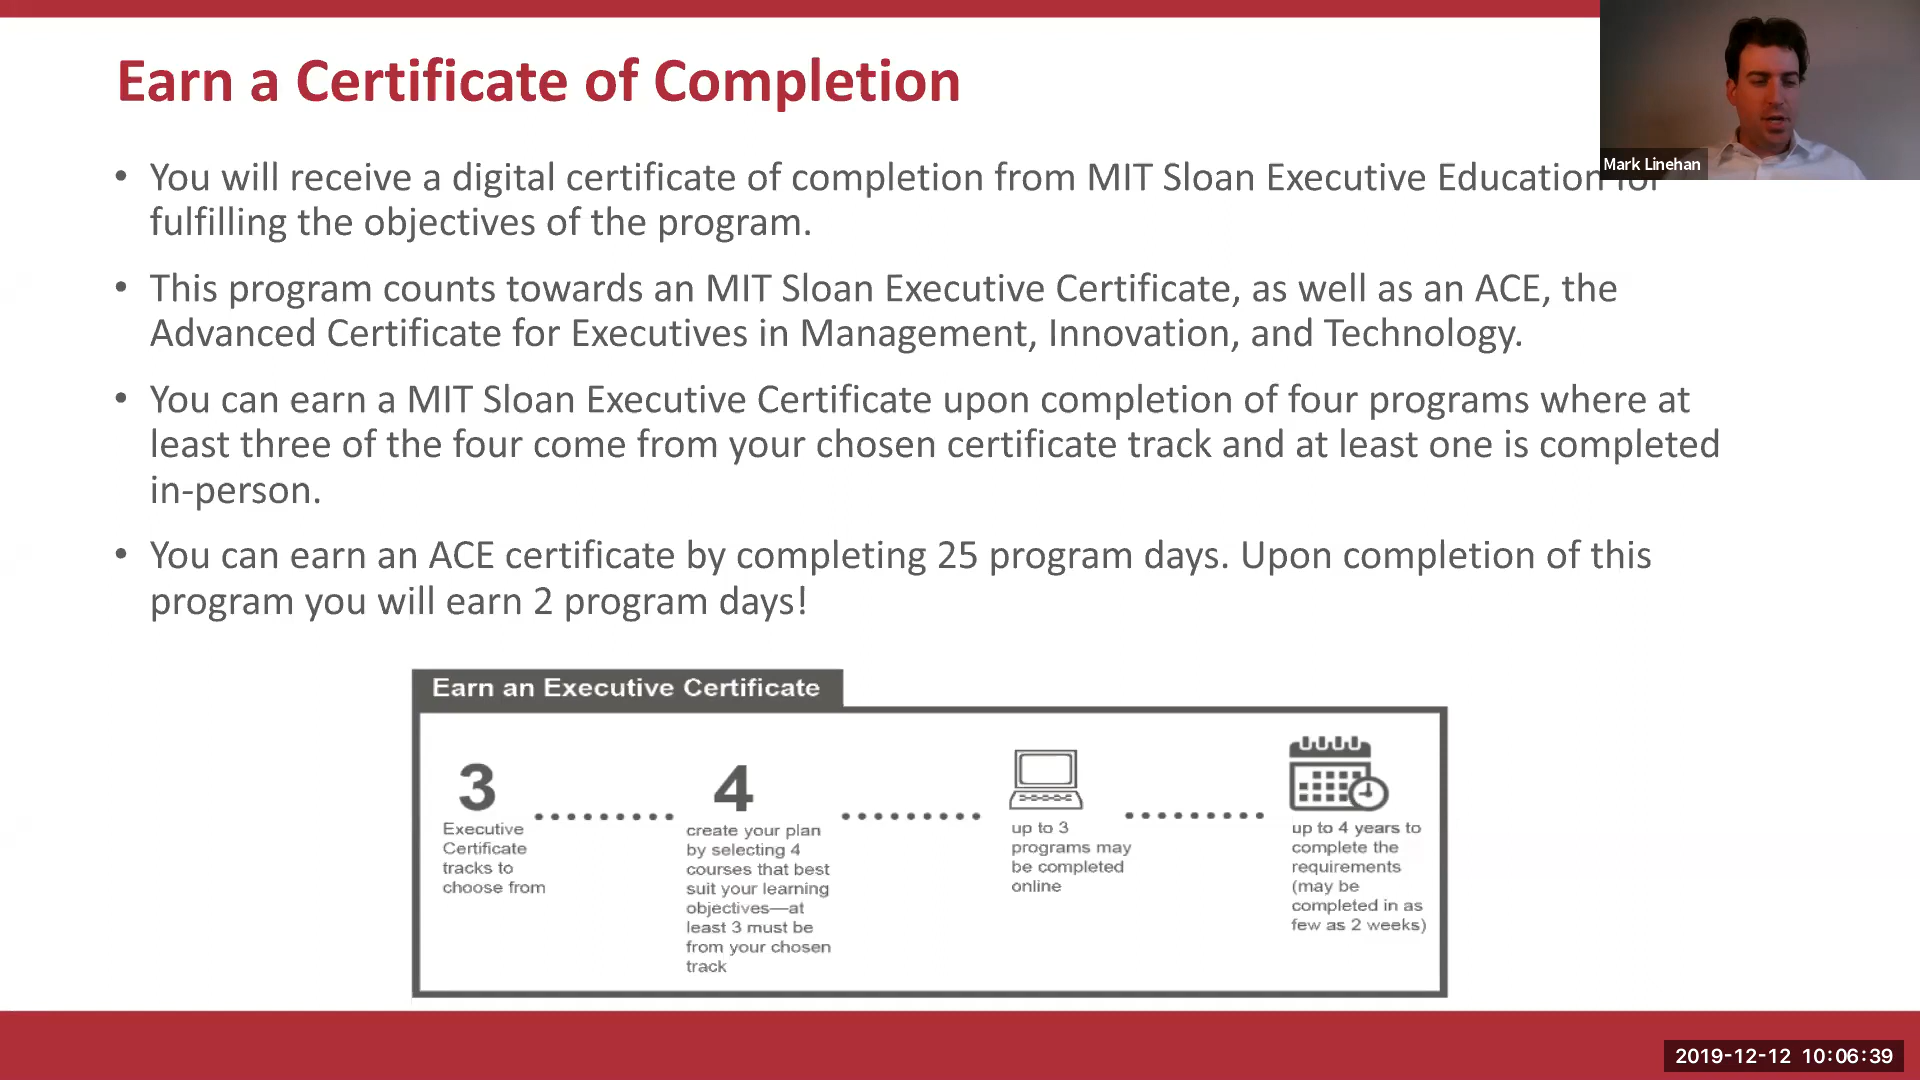 Earn a Certificate of Completion
Mark Linehan
• You will receive a digital certificate of completion from MIT Sloan Executive Education for
fulfilling the objectives of the program.
• This program counts towards an MIT Sloan Executive Certificate, as well as an ACE, the
Advanced Certificate for Executives in Management, Innovation, and Technology.
• You can earn a MIT Sloan Executive Certificate upon completion of four programs where at
least three of the four come from your chosen certificate track and at least one is completed
in-person.
• You can earn an ACE certificate by completing 25 program days. Upon completion of this
program you will earn 2 program days!
Earn an Executive Certificate
3
Executive
Certificate
tracks to
choose from
4
create your plan
by selecting 4
courses that best
suit your learning
objectives—at
least 3 must be
from your chosen
track
up to 3
programs may
be completed
online
up to 4 years to
complete the
requirements
(may be
completed in as
few as 2 weeks)
2019-12-12 10:06:39